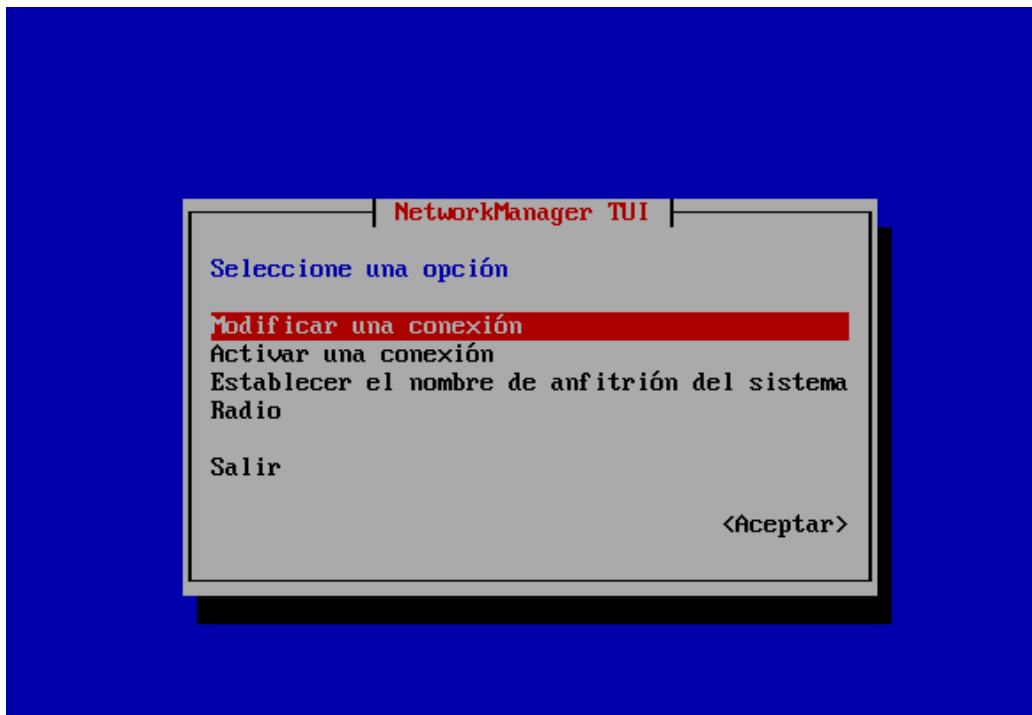 NetworkManager TUI
Seleccione una opción
Modificar una conexión
Activar una conexión
Establecer el nombre de anfitrión del sistema
Radio
Salir
<Aceptar>